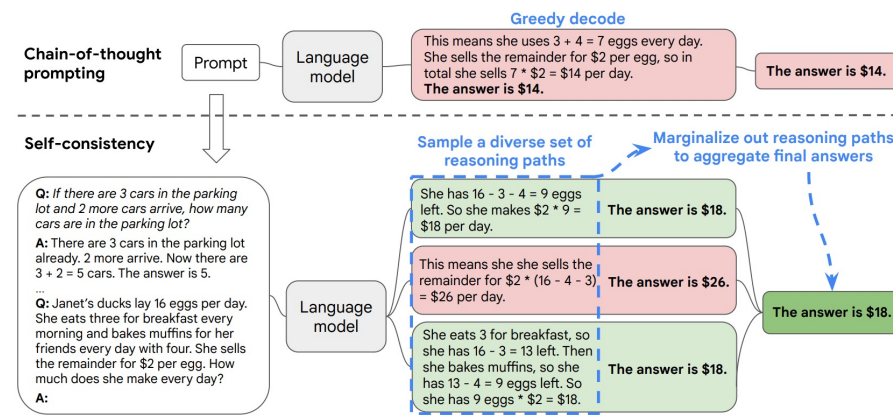 Greedy decode
Chain-of-thought
prompting
Prompt
Language
model
This means she uses 3 + 4 = 7 eggs every day.
She sells the remainder for $2 per egg, so in
total she sells 7 * $2 = $14 per day.
The answer is $14.
The answer is $14.
Self-consistency
Sample a diverse set of
reasoning paths
Marginalize out reasoning paths
to aggregate final answers
Q: If there are 3 cars in the parking
lot and 2 more cars arrive, how many
cars are in the parking lot?
A: There are 3 cars in the parking lot
already. 2 more arrive. Now there are
3 + 2 = 5 cars. The answer is 5.
...
Q: Janet's ducks lay 16 eggs per day.
She eats three for breakfast every
morning and bakes muffins for her
friends every day with four. She sells
the remainder for $2 per egg. How
much does she make every day?
A:
Language
model
She has 16 - 3 - 4 = 9 eggs
left. So she makes $2 * 9 =
$18 per day.
The answer is $18.
This means she she sells the
remainder for $2 * (16 - 4 - 3)
= $26 per day.
The answer is $26.
She eats 3 for breakfast, so
she has 16 - 3 = 13 left. Then
she bakes muffins, so she
has 13 - 4 = 9 eggs left. So
she has 9 eggs * $2 = $18.
The answer is $18.
The answer is $18.